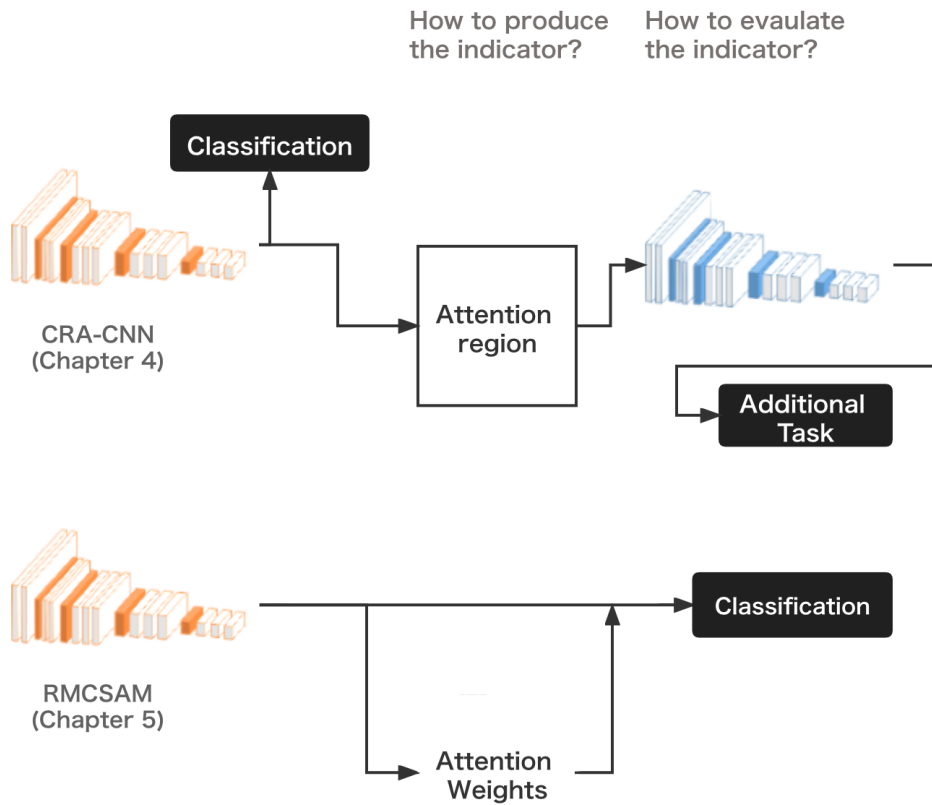 How to produce
the indicator?
How to evaulate
the indicator?
Classification
CRA-CNN
(Chapter 4)
Attention
region
Additional
Task
RMCSAM
(Chapter 5)
Classification
Attention
Weights